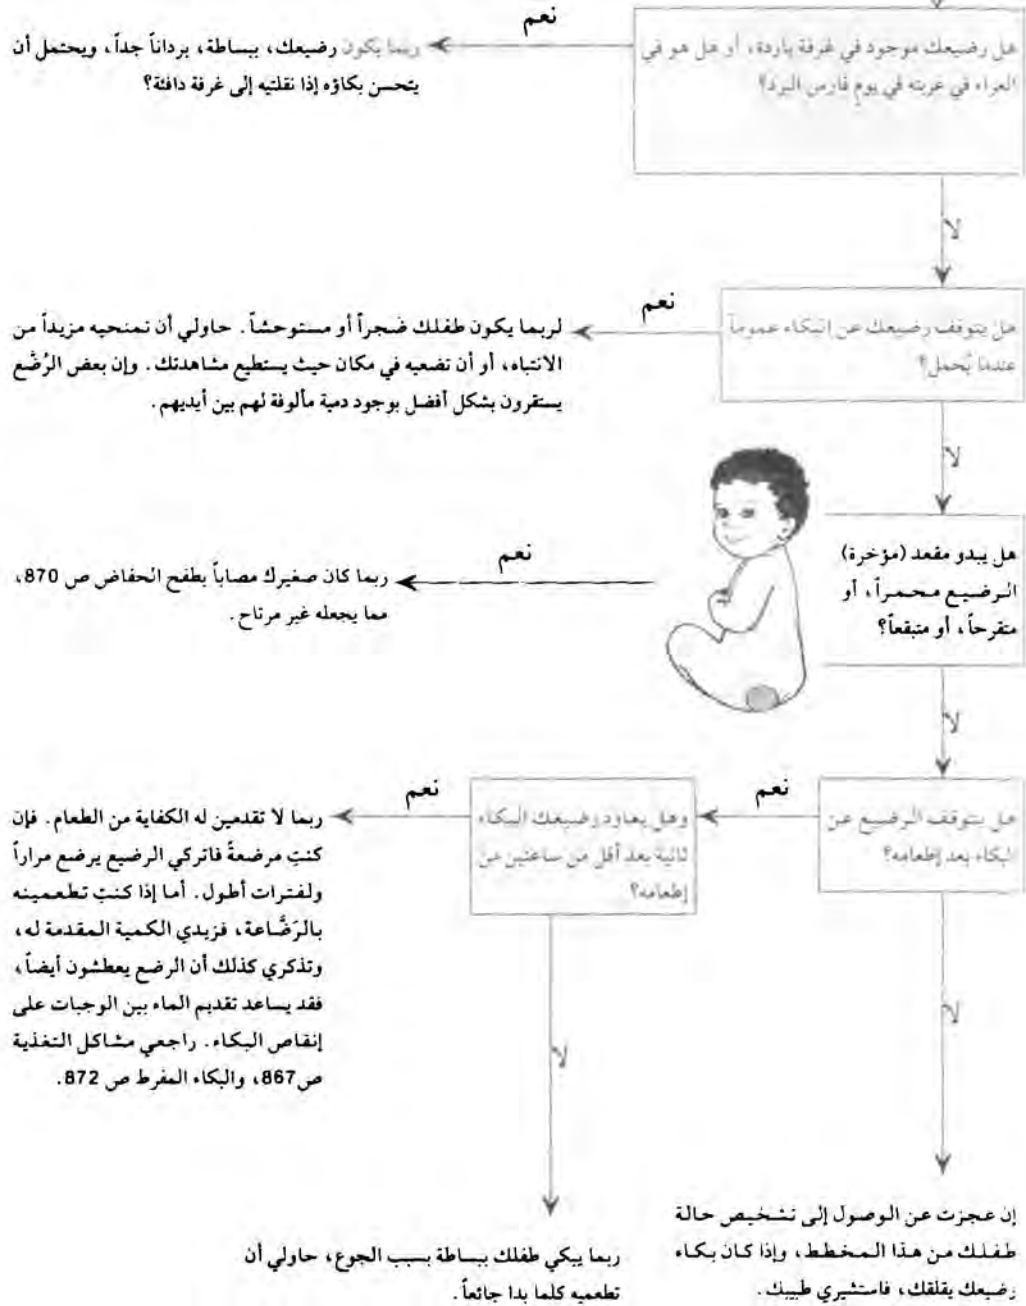 نعم
هل رضيعك موجود في غرفة باردة، أو هل هو في
العراء في عربته في يومٍ قارس البرد؟
ربما يكون رضيعك، ببساطة، برداناً جداً، ويحتمل أن
يتحسن بكاؤه إذا نقلتيه إلى غرفة دافئة؟
لا
هل يتوقف رضيعك عن البكاء عموماً
عندما يُحمل؟
نعم
لربما يكون طفلك ضجراً أو مستوحشاً. حاولي أن تمنحيه مزيداً من
الانتباه، أو أن تضعيه في مكان حيث يستطيع مشاهدتك. وإن بعض الرُضَّع
يستقرون بشكل أفضل بوجود دمية مألوفة لهم بين أيديهم.
لا
هل يبدو مقعد (مؤخرة)
الرضيع محمراً، أو
متقرحاً، أو متبقعاً؟
نعم
ربما كان صغيرك مصاباً بطفح الحفاض ص 870،
مما يجعله غير مرتاح.
لا
هل يتوقف الرضيع عن
البكاء بعد إطعامه؟
نعم
وهل يعاود رضيعك البكاء
ثانية بعد أقل من ساعتين من
إطعامه؟
نعم
ربما لا تقدمين له الكفاية من الطعام. فإن
كنتِ مرضعةً فاتركي الرضيع يرضع مراراً
ولفترات أطول. أما إذا كنتِ تطعمينه
بالرَضَّاعة، فزيدي الكمية المقدمة له،
وتذكري كذلك أن الرضع يعطشون أيضاً،
فقد يساعد تقديم الماء بين الوجبات على
إنقاص البكاء. راجعي مشاكل التغذية
ص867، والبكاء المفرط ص 872.
لا
لا
إن عجزت عن الوصول إلى تشخيص حالة
طفلك من هذا المخطط، وإذا كان بكاء
رضيعك يقلقك، فاستشيري طبيبك.
ربما يبكي طفلك ببساطة بسبب الجوع، حاولي أن
تطعميه كلما بدا جائعاً.